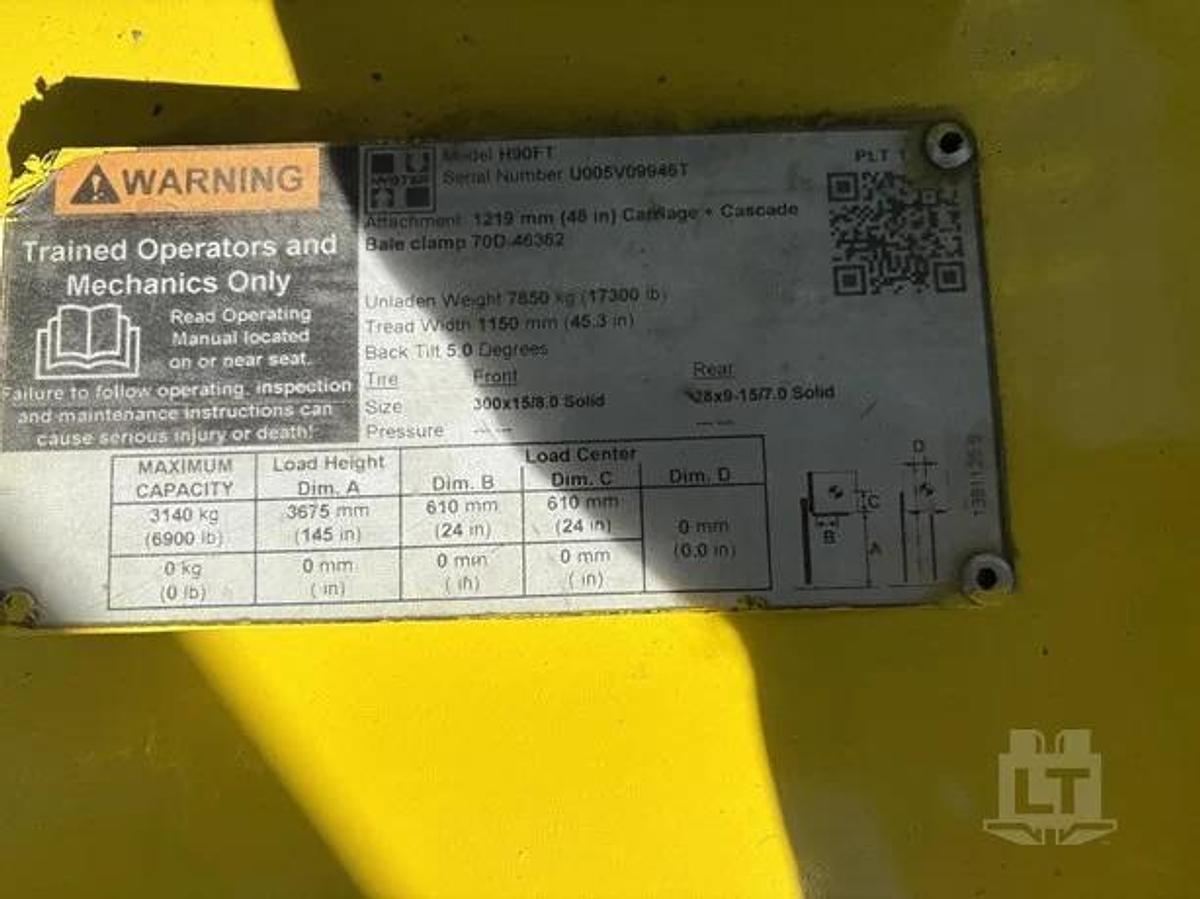 WARNING
Trained Operators and
Mechanics Only
Read Operating
Manual located
on or near seat.
Failure to follow operating, inspection
and maintenance instructions can
cause serious injury or death!
HYSTER
Model H90FT
Serial Number U005V09946T
Attachment 1219 mm (48 in) Carriage + Cascade
Bale clamp 70D 46362
Unladen Weight 7850 kg (17300 lb)
Tread Width 1150 mm (45.3 in)
Back Tilt 5.0 Degrees
Tire Front Rear
Size 300x15/8.0 Solid 28x9-15/7.0 Solid
Pressure --- -- --- --
PLT 1
MAXIMUM CAPACITY Load Height Dim. A Load Center Dim. B Dim. C Dim. D
3140 kg 3675 mm 610 mm 610 mm 0 mm
(6900 lb) (145 in) (24 in) (24 in) (0.0 in)
0 kg 0 mm 0 mm 0 mm
(0 lb) ( in) ( in) ( in)
D
C
B
A
LT